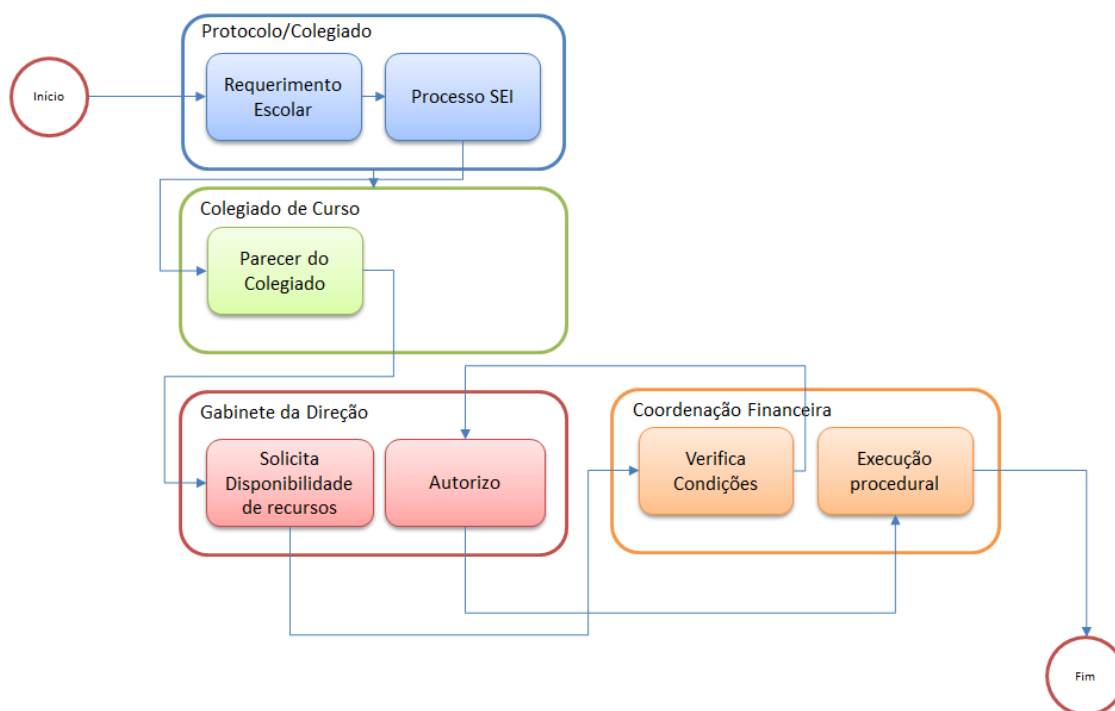 Protocolo/Colegiado
Início
Requerimento
Escolar
Processo SEI
Colegiado de Curso
Parecer do
Colegiado
Gabinete da Direção
Solicita
Disponibilidade
de recursos
Autorizo
Coordenação Financeira
Verifica
Condições
Execução
procedural
Fim